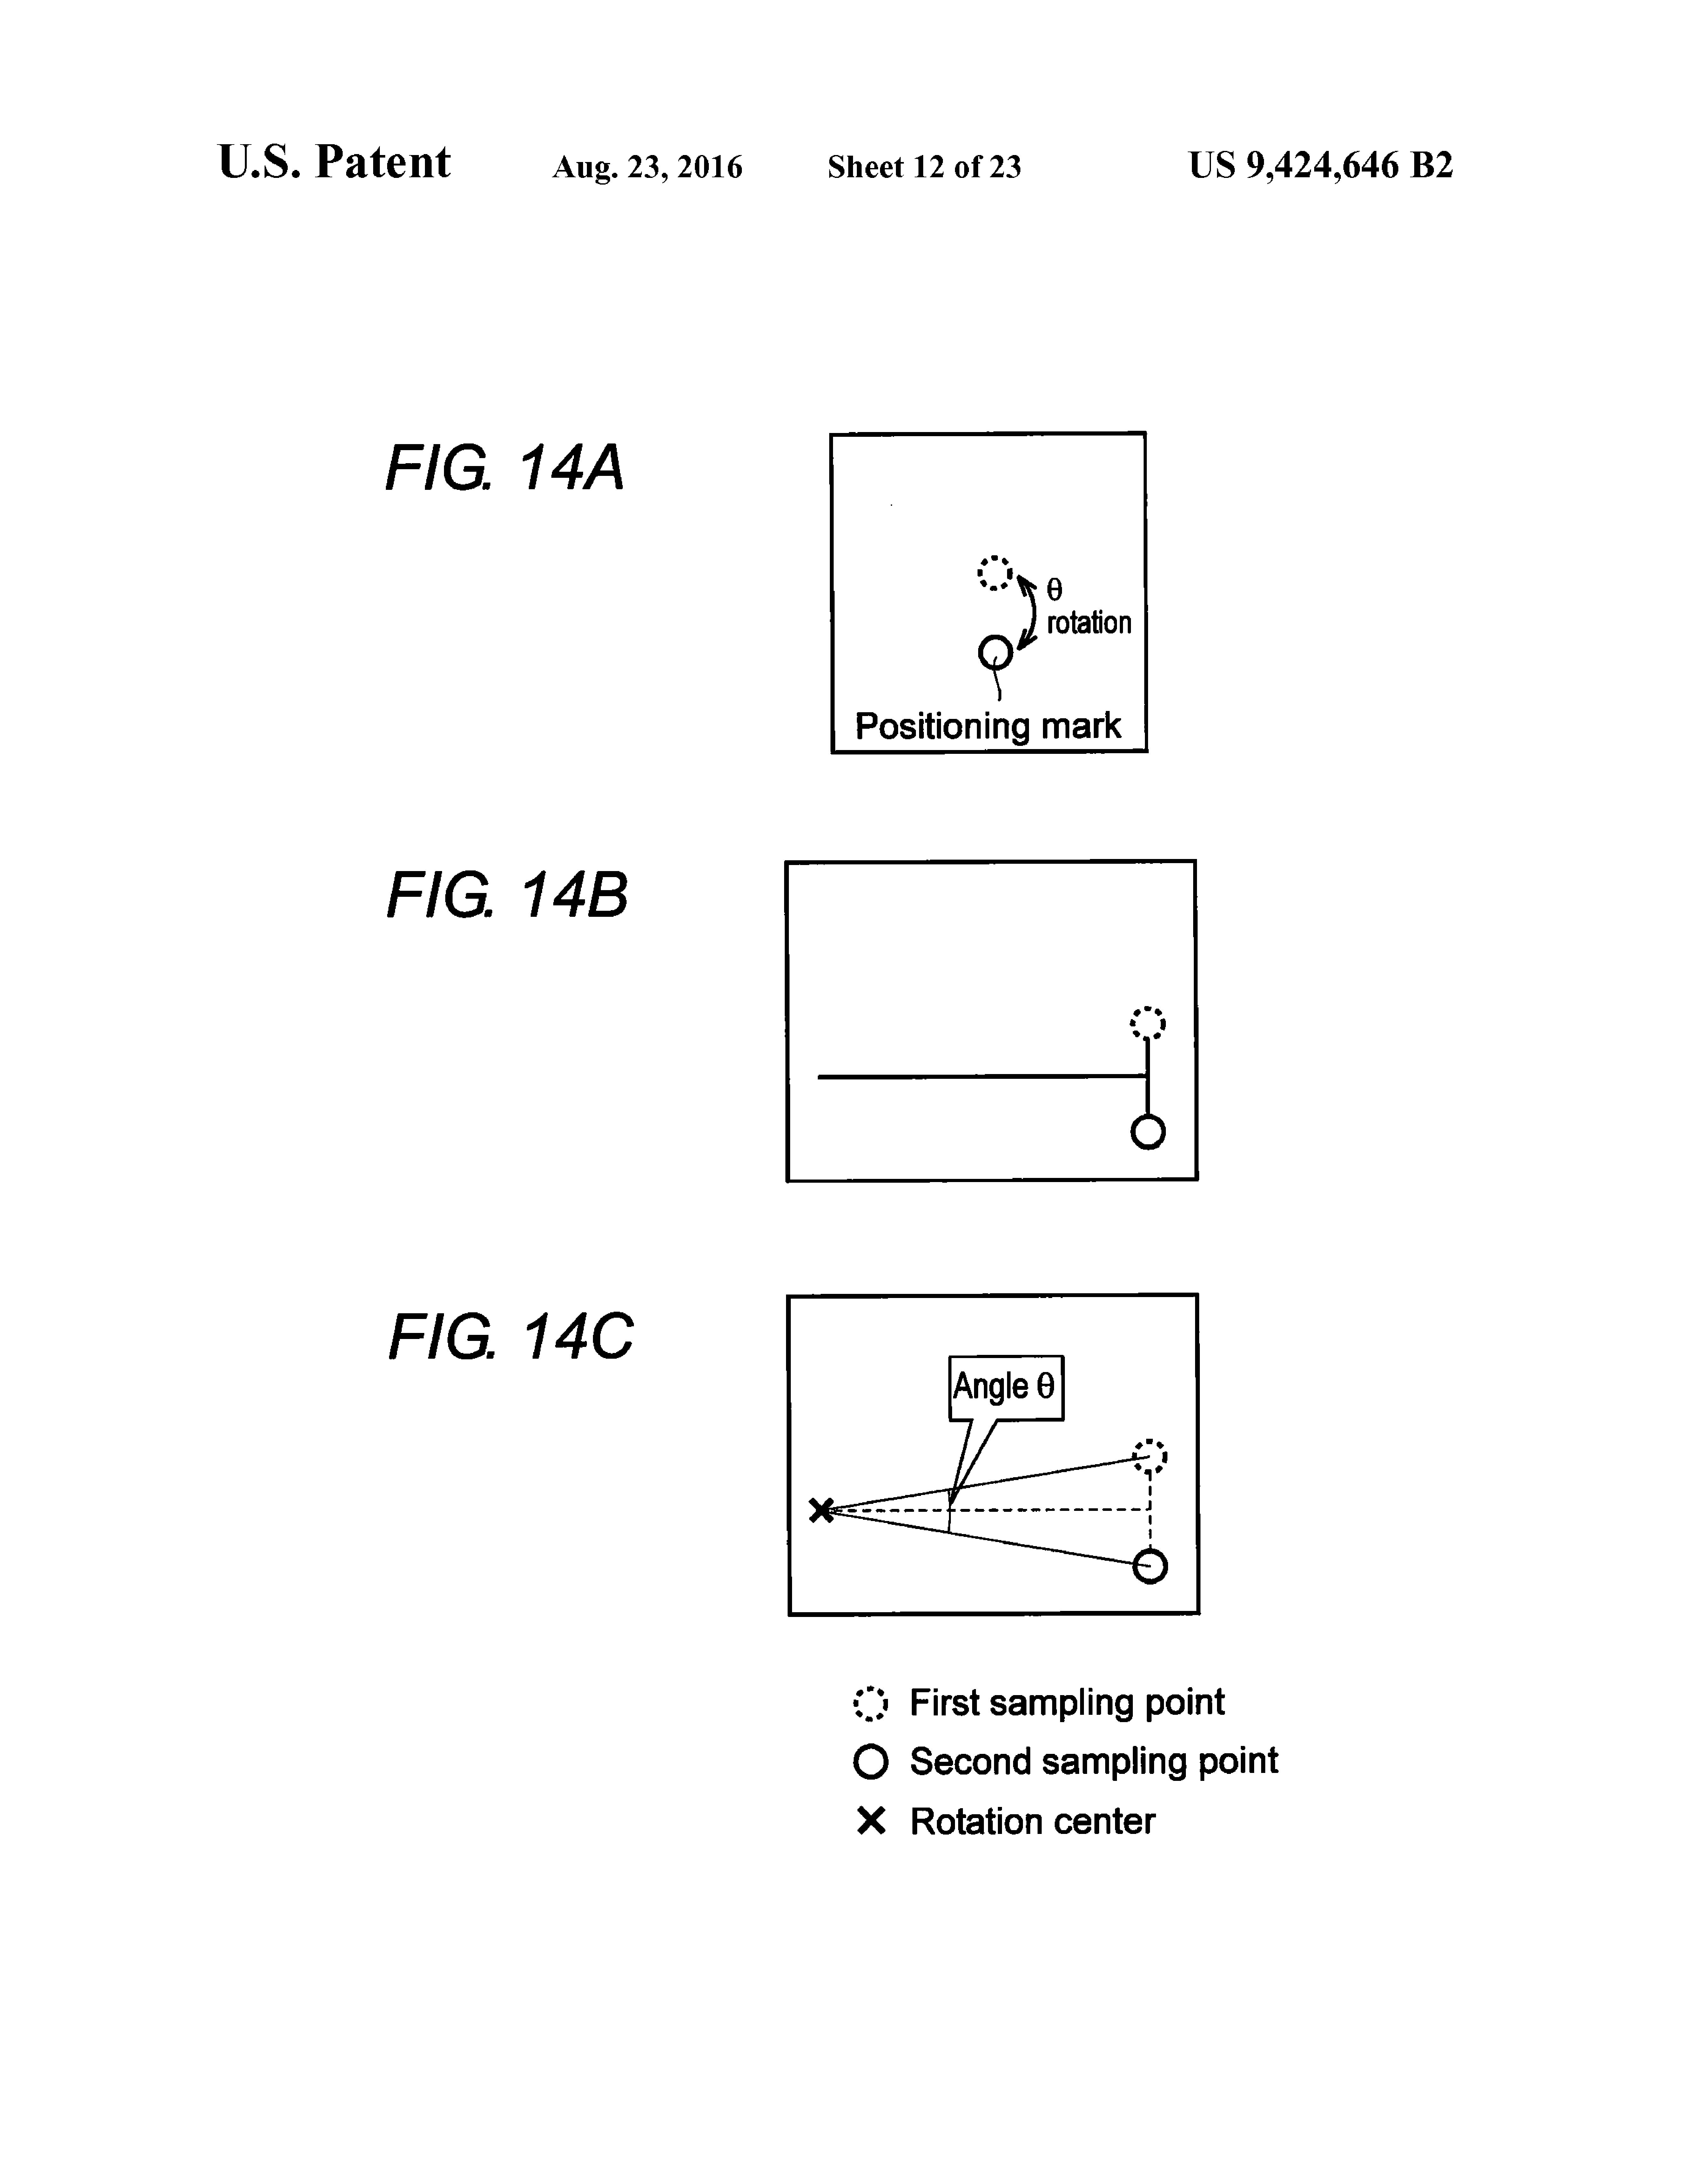 U.S. Patent Aug. 23, 2016 Sheet 12 of 23 US 9,424,646 B2
FIG. 14A
θ
rotation
Positioning mark
FIG. 14B
FIG. 14C
Angle θ
First sampling point
Second sampling point
Rotation center